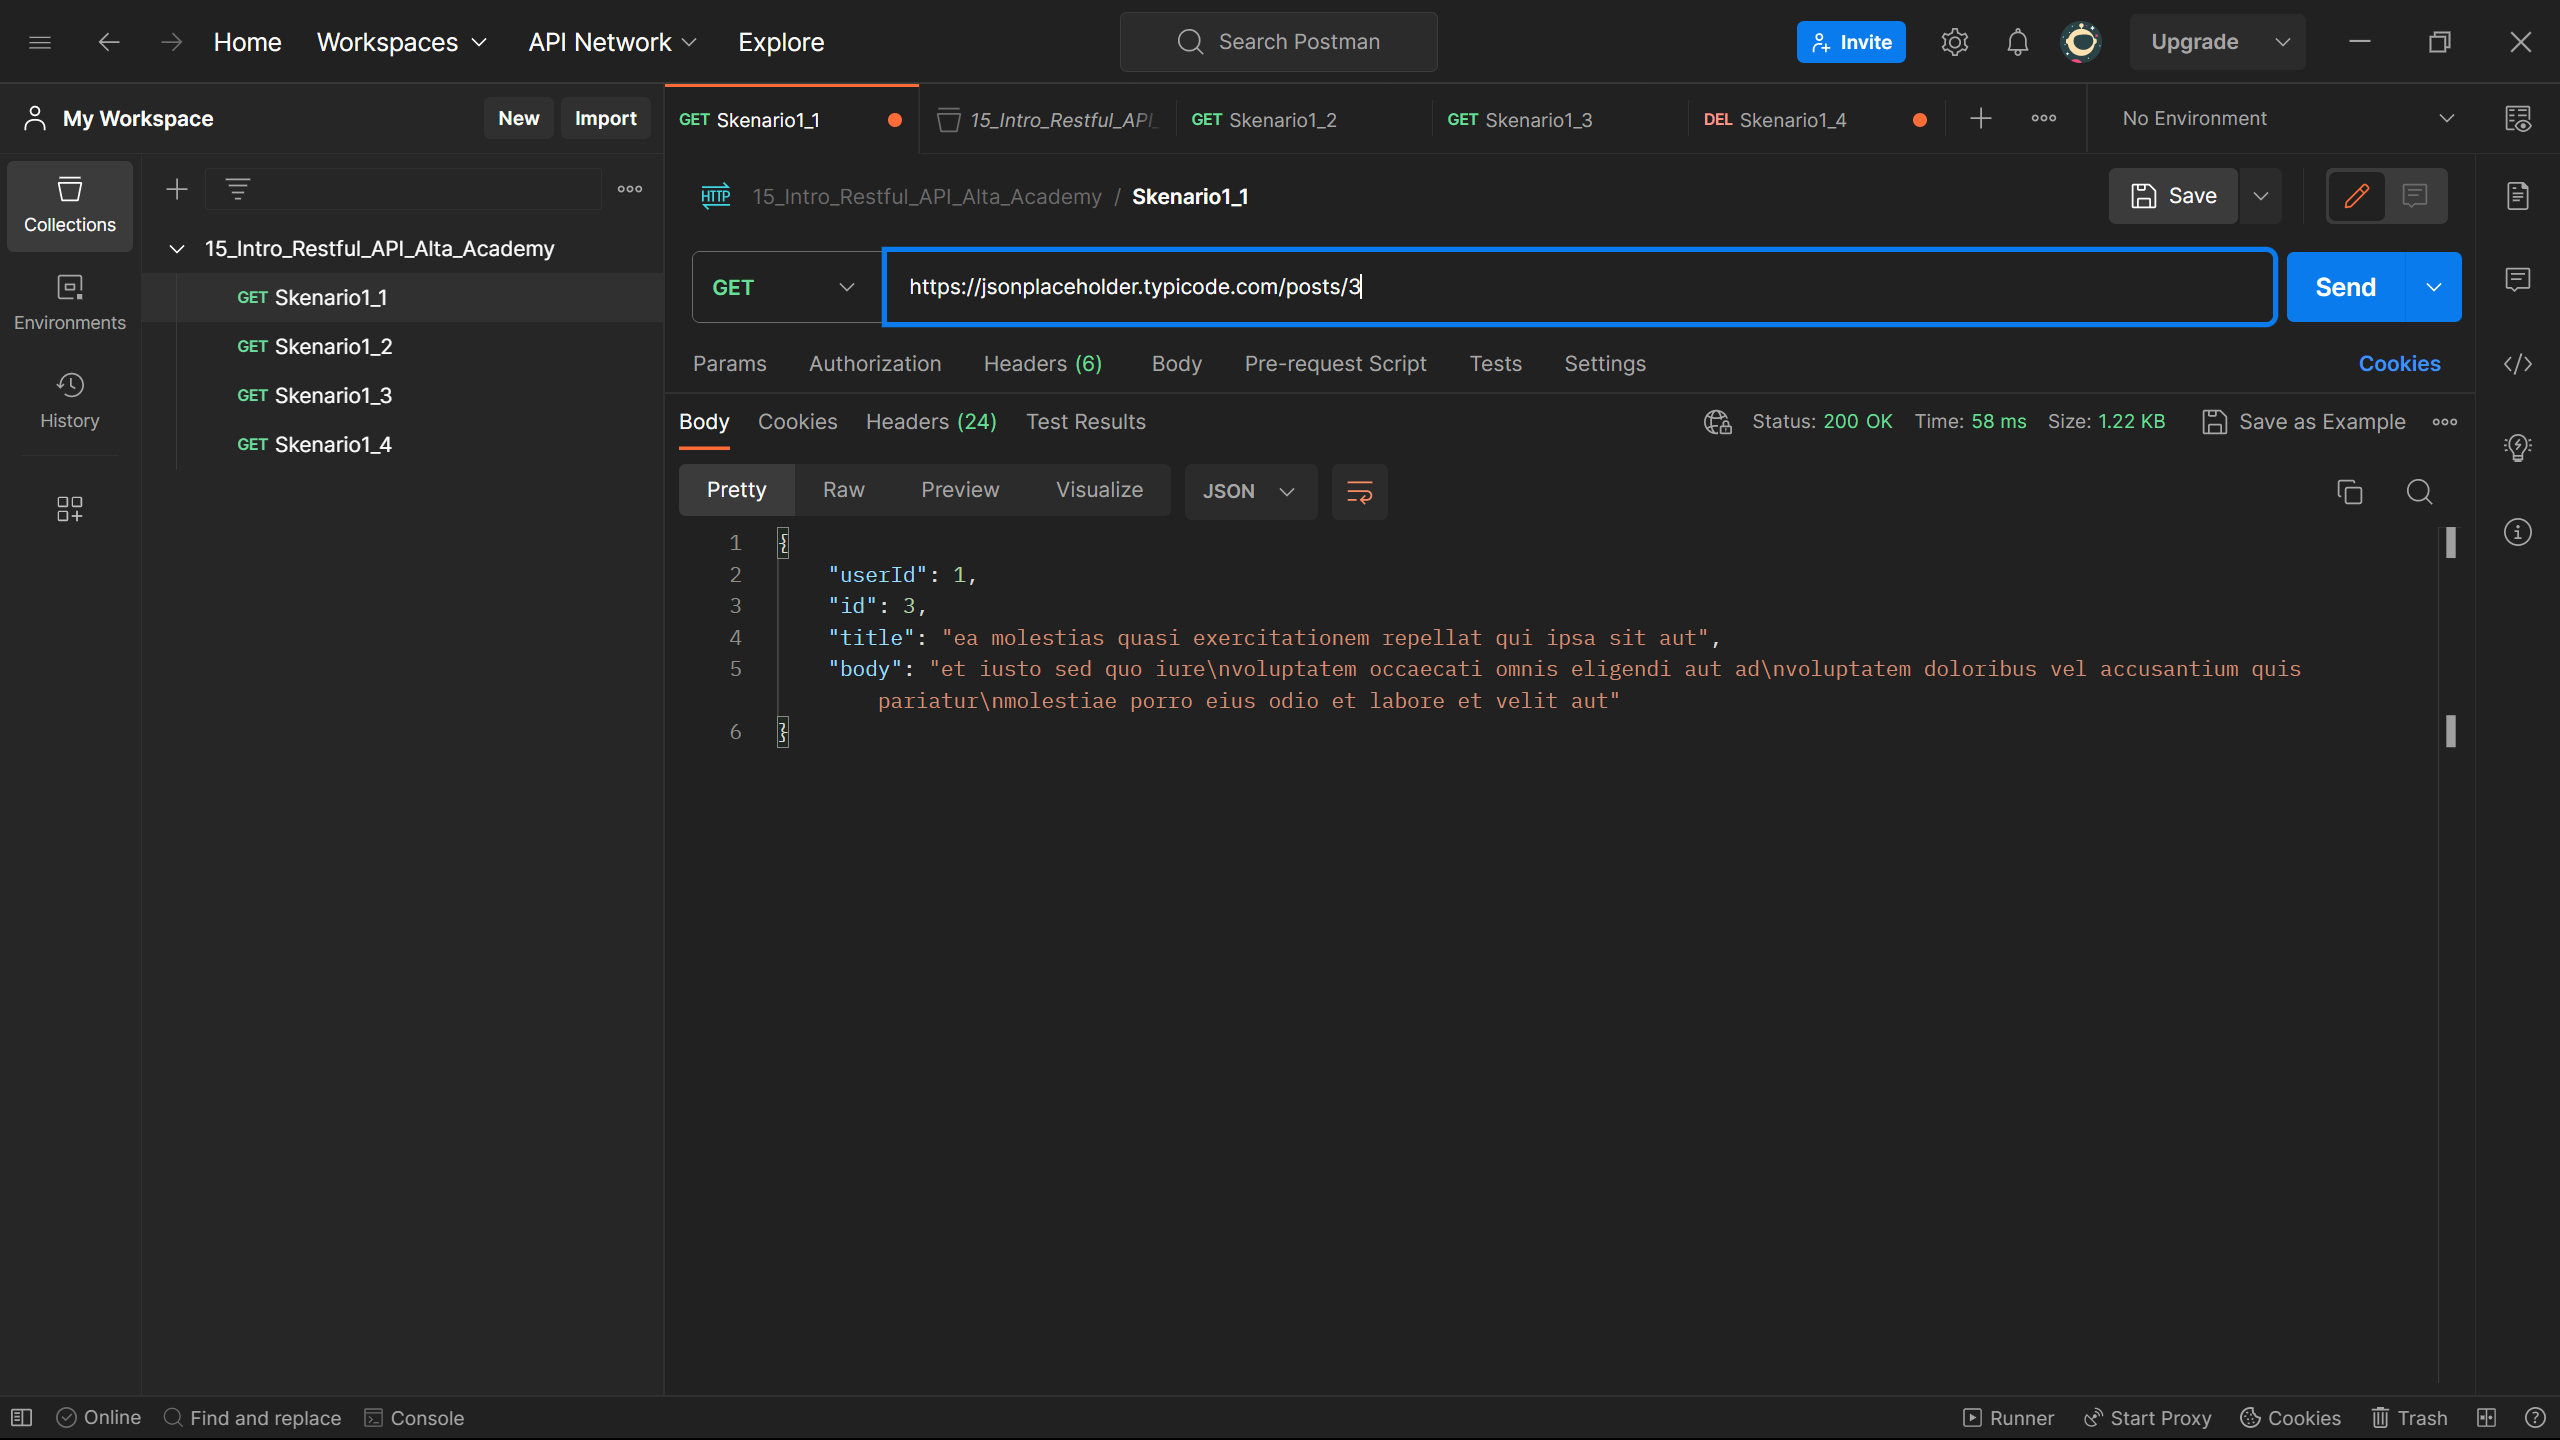 Home Workspaces API Network Explore Search Postman Invite Upgrade
My Workspace New Import
GET Skenario1_1 15_Intro_Restful_API_ GET Skenario1_2 GET Skenario1_3 DEL Skenario1_4 No Environment
Collections
Environments
History
15_Intro_Restful_API_Alta_Academy
GET Skenario1_1
GET Skenario1_2
GET Skenario1_3
GET Skenario1_4
HTTP 15_Intro_Restful_API_Alta_Academy / Skenario1_1 Save
GET https://jsonplaceholder.typicode.com/posts/3 Send
Params Authorization Headers (6) Body Pre-request Script Tests Settings Cookies
Body Cookies Headers (24) Test Results Status: 200 OK Time: 58 ms Size: 1.22 KB Save as Example
Pretty Raw Preview Visualize JSON
1 {
2 "userId": 1,
3 "id": 3,
4 "title": "ea molestias quasi exercitationem repellat qui ipsa sit aut",
5 "body": "et iusto sed quo iure\nvoluptatem occaecati omnis eligendi aut ad\nvoluptatem doloribus vel accusantium quis
pariatur\nmolestiae porro eius odio et labore et velit aut"
6 }
Online Find and replace Console Runner Start Proxy Cookies Trash